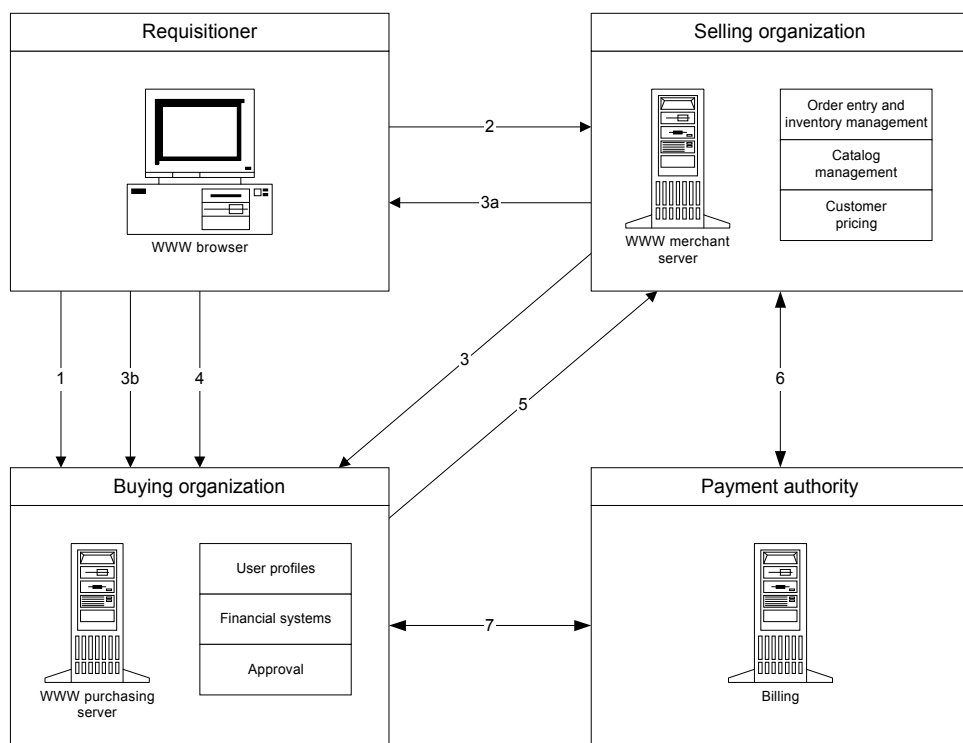 Requisitioner
WWW browser
Selling organization
WWW merchant
server
Order entry and
inventory management
Catalog
management
Customer
pricing
2
3a
1
3b
4
3
5
6
Buying organization
WWW purchasing
server
User profiles
Financial systems
Approval
7
Payment authority
Billing